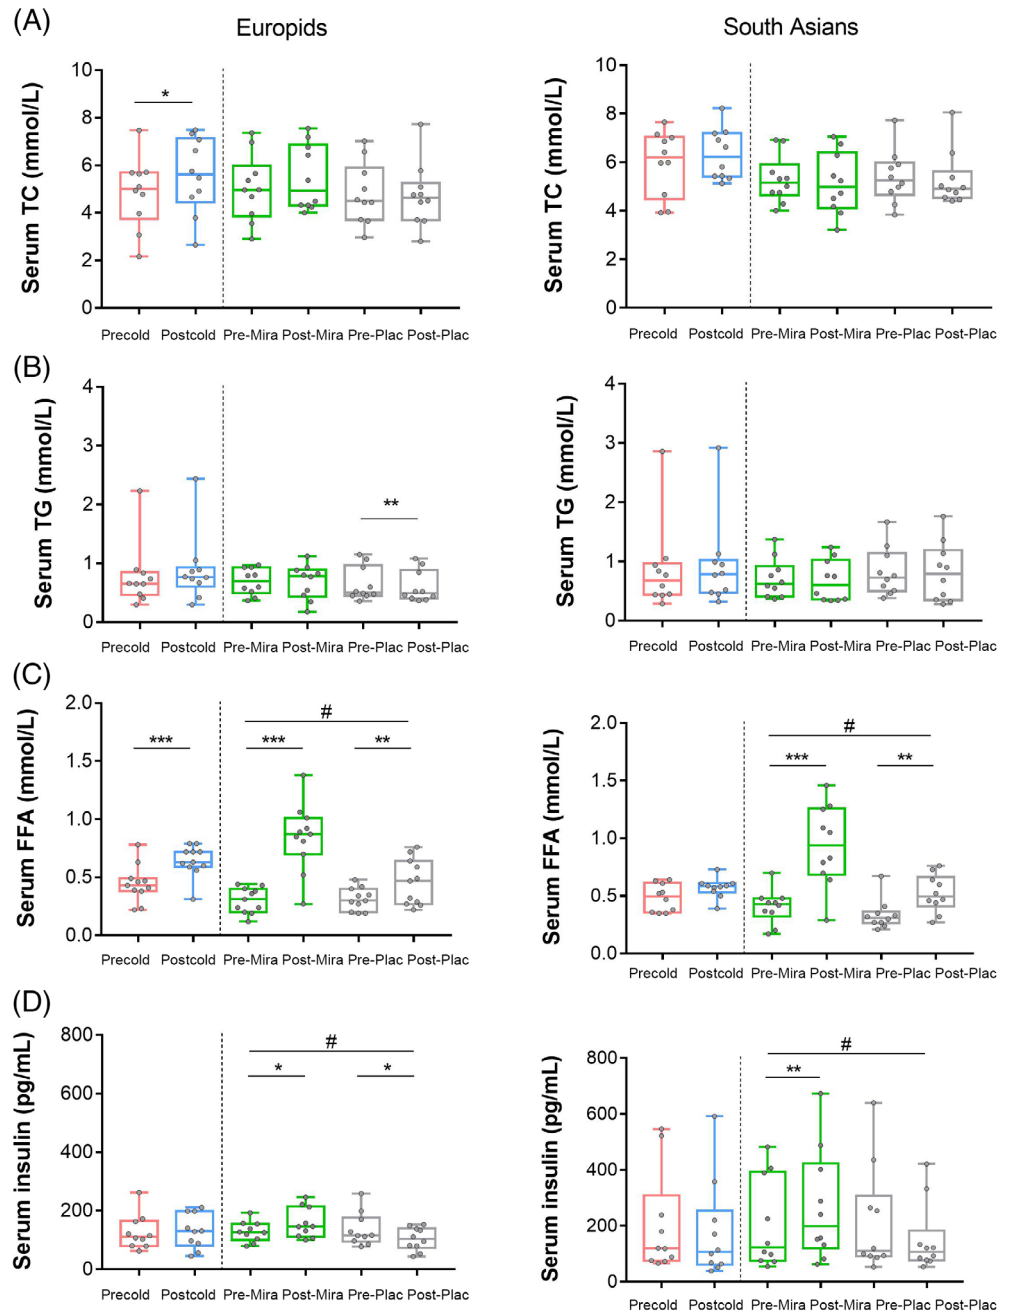 (A)
Europids
South Asians
Serum TC (mmol/L)
10
8
6
4
2
0
*
Precold Postcold Pre-Mira Post-Mira Pre-Plac Post-Plac
Serum TC (mmol/L)
10
8
6
4
2
0
Precold Postcold Pre-Mira Post-Mira Pre-Plac Post-Plac
(B)
Serum TG (mmol/L)
4
3
2
1
0
**
Precold Postcold Pre-Mira Post-Mira Pre-Plac Post-Plac
Serum TG (mmol/L)
4
3
2
1
0
Precold Postcold Pre-Mira Post-Mira Pre-Plac Post-Plac
(C)
Serum FFA (mmol/L)
2.0
1.5
1.0
0.5
0.0
#
*** *** **
Precold Postcold Pre-Mira Post-Mira Pre-Plac Post-Plac
Serum FFA (mmol/L)
2.0
1.5
1.0
0.5
0.0
#
*** **
Precold Postcold Pre-Mira Post-Mira Pre-Plac Post-Plac
(D)
Serum insulin (pg/mL)
800
600
400
200
0
#
* *
Precold Postcold Pre-Mira Post-Mira Pre-Plac Post-Plac
Serum insulin (pg/mL)
800
600
400
200
0
#
**
Precold Postcold Pre-Mira Post-Mira Pre-Plac Post-Plac